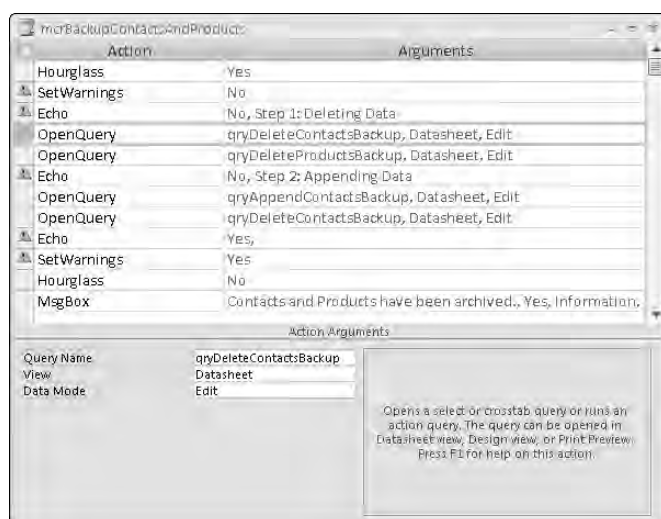 mcrBackupContactsAndProducts
Action Arguments
Hourglass Yes
SetWarnings No
Echo No, Step 1: Deleting Data
OpenQuery qryDeleteContactsBackup, Datasheet, Edit
OpenQuery qryDeleteProductsBackup, Datasheet, Edit
Echo No, Step 2: Appending Data
OpenQuery qryAppendContactsBackup, Datasheet, Edit
OpenQuery qryDeleteContactsBackup, Datasheet, Edit
Echo Yes,
SetWarnings Yes
Hourglass No
MsgBox Contacts and Products have been archived., Yes, Information,
Action Arguments
Query Name qryDeleteContactsBackup
View Datasheet
Data Mode Edit
Opens a select or crosstab query or runs an
action query. The query can be opened in
Datasheet view, Design view, or Print Preview.
Press F1 for help on this action.